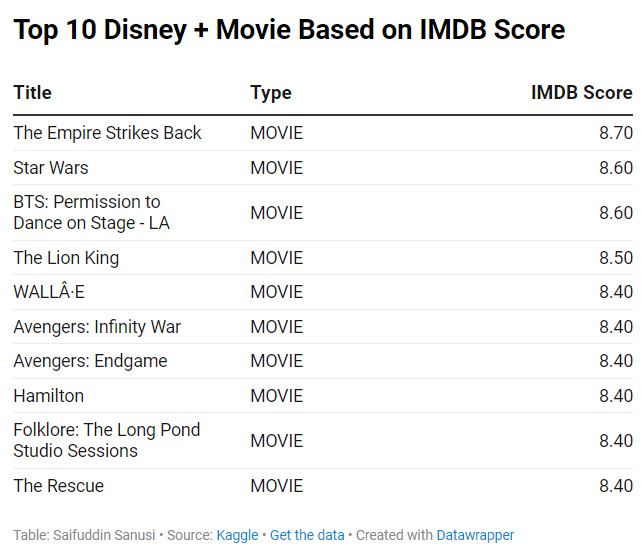 Top 10 Disney + Movie Based on IMDB Score
Title Type IMDB Score
The Empire Strikes Back MOVIE 8.70
Star Wars MOVIE 8.60
BTS: Permission to
Dance on Stage - LA MOVIE 8.60
The Lion King MOVIE 8.50
WALLÂ·E MOVIE 8.40
Avengers: Infinity War MOVIE 8.40
Avengers: Endgame MOVIE 8.40
Hamilton MOVIE 8.40
Folklore: The Long Pond
Studio Sessions MOVIE 8.40
The Rescue MOVIE 8.40
Table: Saifuddin Sanusi • Source: Kaggle • Get the data • Created with Datawrapper